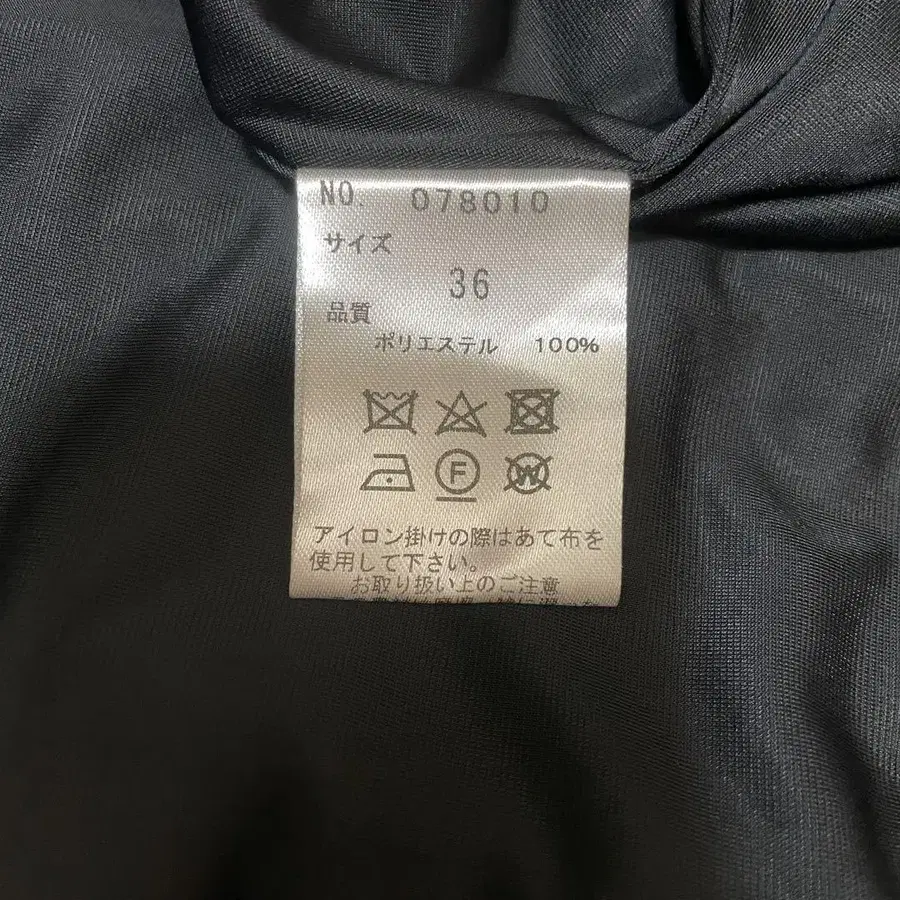 NO. 078010
サイズ
36
品質
ポリエステル 100%
F
W
アイロン掛けの際はあて布を
使用して下さい。
お取り扱い上のご注意